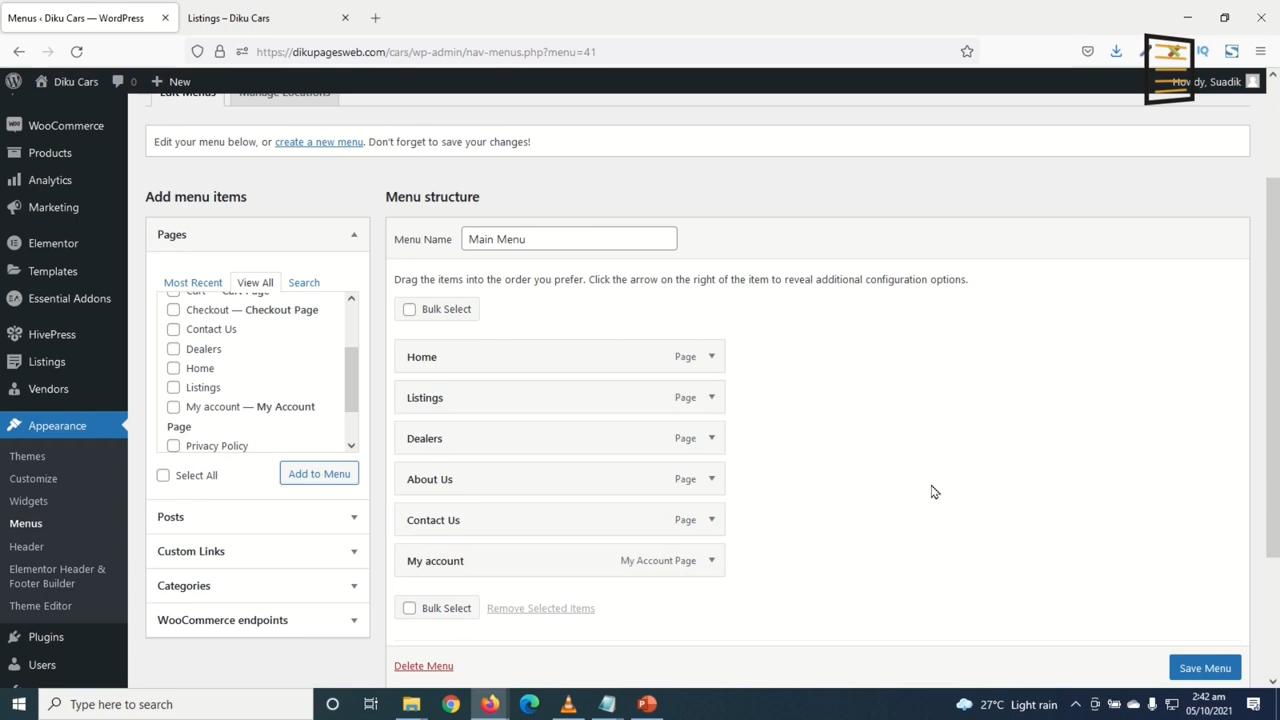 Menus ‹ Diku Cars — WordPress
Listings – Diku Cars
https://dikupagesweb.com/cars/wp-admin/nav-menus.php?menu=41
IQ
Diku Cars
0
New
Suadik
Edit Menus
Manage Locations
WooCommerce
Products
Analytics
Marketing
Elementor
Templates
Essential Addons
HivePress
Listings
Vendors
Appearance
Themes
Customize
Widgets
Menus
Header
Elementor Header &
Footer Builder
Theme Editor
Plugins
Users
Edit your menu below, or create a new menu. Don't forget to save your changes!
Add menu items
Pages
Most Recent
View All
Search
Cart — Cart Page
Checkout — Checkout Page
Contact Us
Dealers
Home
Listings
My account — My Account
Page
Privacy Policy
Select All
Add to Menu
Posts
Custom Links
Categories
WooCommerce endpoints
Menu structure
Menu Name
Main Menu
Drag the items into the order you prefer. Click the arrow on the right of the item to reveal additional configuration options.
Bulk Select
Home
Page
Listings
Page
Dealers
Page
About Us
Page
Contact Us
Page
My account
My Account Page
Bulk Select
Remove Selected Items
Delete Menu
Save Menu
Type here to search
27°C Light rain
2:42 am
05/10/2021